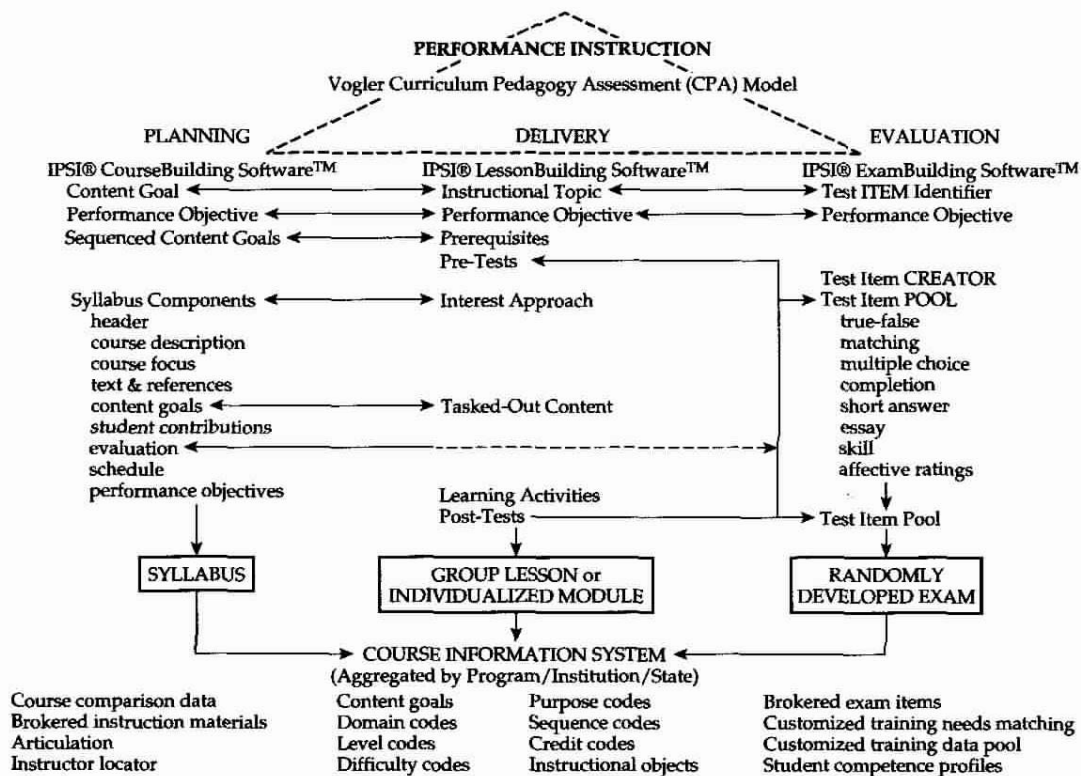 PERFORMANCE INSTRUCTION
Vogler Curriculum Pedagogy Assessment (CPA) Model
PLANNING
DELIVERY
EVALUATION
IPSI® CourseBuilding Software™
IPSI® LessonBuilding Software™
IPSI® ExamBuilding Software™
Content Goal
Instructional Topic
Test ITEM Identifier
Performance Objective
Performance Objective
Performance Objective
Sequenced Content Goals
Prerequisites
Pre-Tests
Test Item CREATOR
Syllabus Components
Interest Approach
Test Item POOL
header
true-false
course description
matching
course focus
multiple choice
text & references
completion
content goals
Tasked-Out Content
short answer
student contributions
essay
evaluation
skill
schedule
affective ratings
performance objectives
Learning Activities
Post-Tests
Test Item Pool
SYLLABUS
GROUP LESSON or
INDIVIDUALIZED MODULE
RANDOMLY
DEVELOPED EXAM
COURSE INFORMATION SYSTEM
(Aggregated by Program/Institution/State)
Course comparison data
Brokered instruction materials
Articulation
Instructor locator
Content goals
Domain codes
Level codes
Difficulty codes
Purpose codes
Sequence codes
Credit codes
Instructional objects
Brokered exam items
Customized training needs matching
Customized training data pool
Student competence profiles